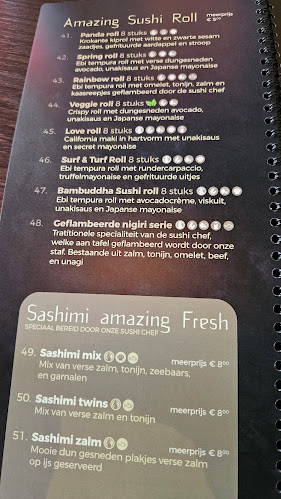 Amazing Sushi Roll meerprijs € 5⁰⁰
41. Panda roll 8 stuks
Krokante kiprol met witte en zwarte sesam
zaadjes, gefrituurde aardappel en stroop
42. Spring roll 8 stuks
Ebi tempura roll met verse dungesneden
avocado, unakisaus en Japanse mayonaise
43. Rainbow roll 8 stuks
Ebi tempura roll met omelet, tonijn, zalm en
kaasreepjes geflambeerd door de sushi chef
44. Veggie roll 8 stuks
Crispy roll met dungesneden avocado,
unakisaus en Japanse mayonaise
45. Love roll 8 stuks
California maki in hartvorm met unakisaus
en secret mayonaise
46. Surf & Turf Roll 8 stuks
Ebi tempura roll met rundercarpaccio,
truffelmayonaise en gefrituurde uitjes
47. Bambuddha Sushi roll 8 stuks
Ebi tempura roll met avocadocrème, viskuit,
unakisaus en Japanse mayonaise
48. Geflambeerde nigiri serie
Tratitionele specialiteit van de sushi chef,
welke aan tafel geflambeerd wordt door onze
staf. Bestaande uit zalm, tonijn, omelet, beef,
en unagi
Sashimi amazing Fresh
SPECIAAL BEREID DOOR ONZE SUSHI CHEF
49. Sashimi mix meerprijs € 8⁰⁰
Mix van verse zalm, tonijn, zeebaars,
en garnalen
50. Sashimi twins meerprijs € 8⁰⁰
Mix van verse zalm en tonijn
51. Sashimi zalm meerprijs € 8⁰⁰
Mooie dun gesneden plakjes verse zalm
op ijs geserveerd